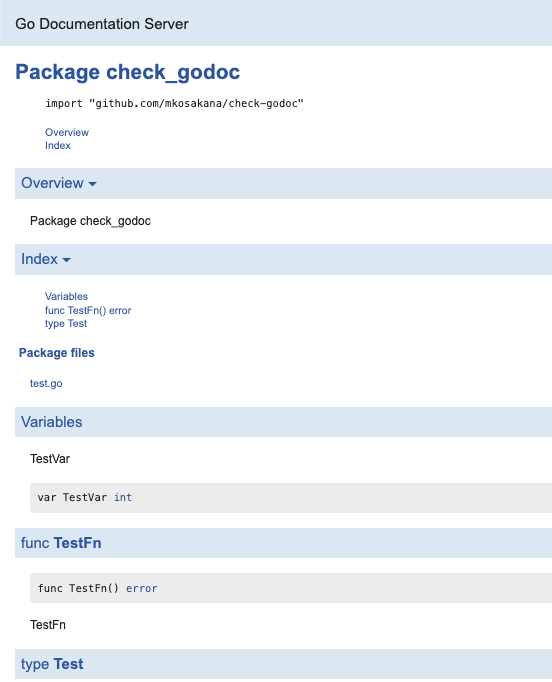 Go Documentation Server
Package check_godoc
import "github.com/mkosakana/check-godoc"
Overview
Index
Overview
Package check_godoc
Index
Variables
func TestFn() error
type Test
Package files
test.go
Variables
TestVar
var TestVar int
func TestFn
func TestFn() error
TestFn
type Test